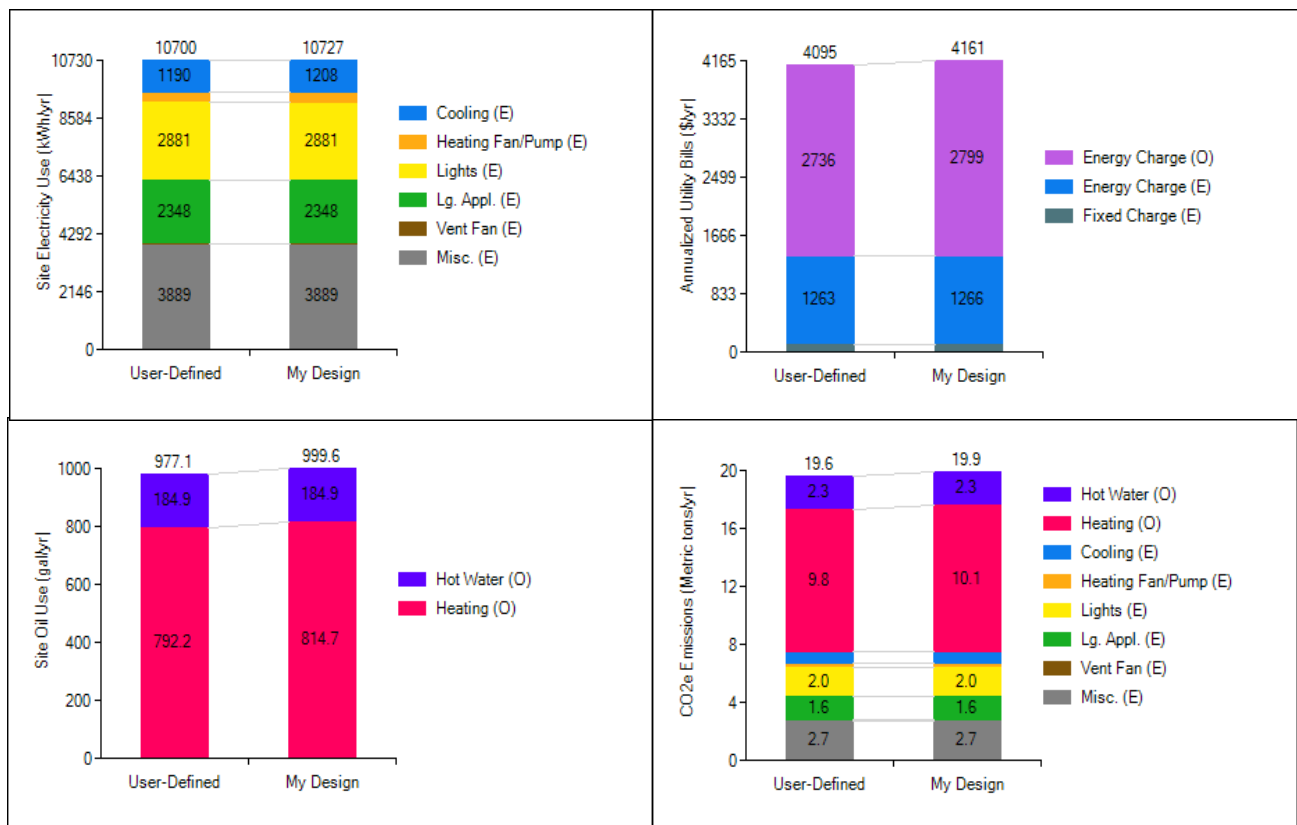 10700 10727
10730
8584
6438
4292
2146
0
Site Electricity Use (kWh/yr)
1190 1208
2881 2881
2348 2348
3889 3889
User-Defined My Design
Cooling (E)
Heating Fan/Pump (E)
Lights (E)
Lg. Appl. (E)
Vent Fan (E)
Misc. (E)
4095 4161
4165
3332
2499
1666
833
0
Annualized Utility Bills ($/yr)
2736 2799
1263 1266
User-Defined My Design
Energy Charge (O)
Energy Charge (E)
Fixed Charge (E)
977.1 999.6
1000
800
600
400
200
0
Site Oil Use (gal/yr)
184.9 184.9
792.2 814.7
User-Defined My Design
Hot Water (O)
Heating (O)
19.6 19.9
20
16
12
8
4
0
CO2e Emissions (Metric tons/yr)
2.3 2.3
9.8 10.1
2.0 2.0
1.6 1.6
2.7 2.7
User-Defined My Design
Hot Water (O)
Heating (O)
Cooling (E)
Heating Fan/Pump (E)
Lights (E)
Lg. Appl. (E)
Vent Fan (E)
Misc. (E)